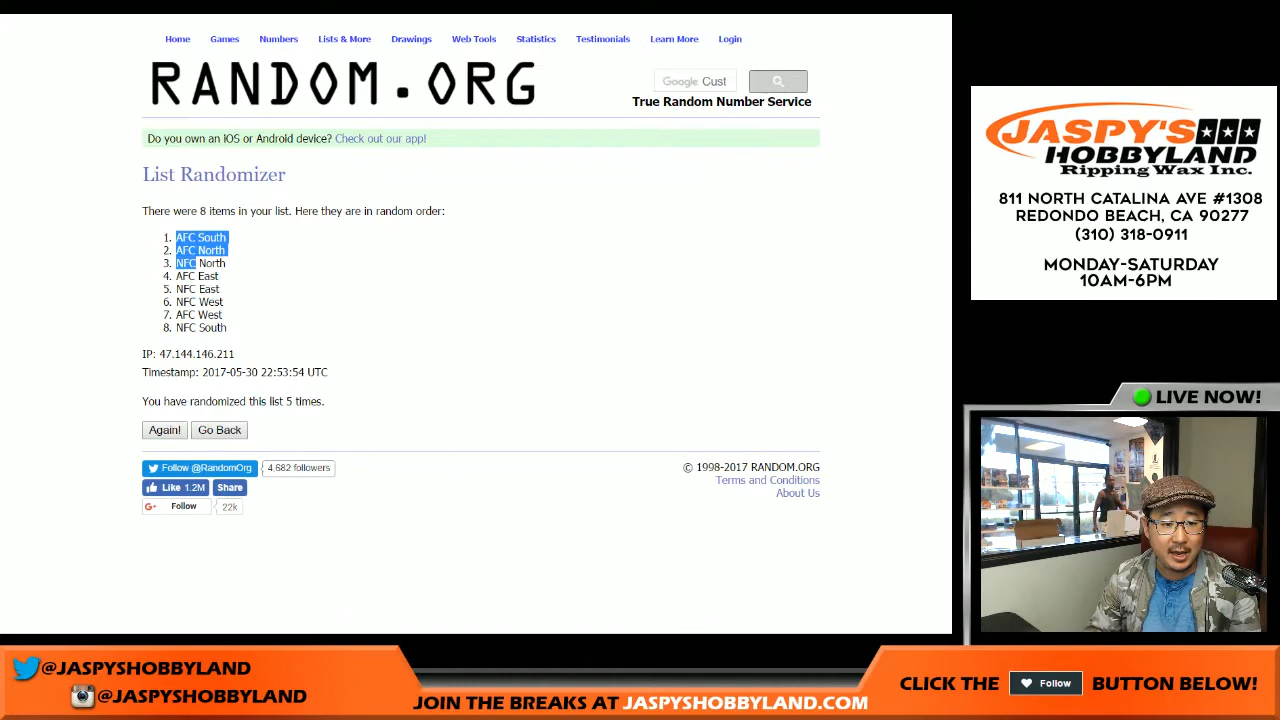 Home Games Numbers Lists & More Drawings Web Tools Statistics Testimonials Learn More Login
RANDOM.ORG
Google Cust
True Random Number Service
Do you own an iOS or Android device? Check out our app!
List Randomizer
There were 8 items in your list. Here they are in random order:
1. AFC South
2. AFC North
3. NFC North
4. AFC East
5. NFC East
6. NFC West
7. AFC West
8. NFC South
IP: 47.144.146.211
Timestamp: 2017-05-30 22:53:54 UTC
You have randomized this list 5 times.
Again! Go Back
Follow @RandomOrg 4,682 followers
Like 1.2M Share
G+ Follow 22k
© 1998-2017 RANDOM.ORG
Terms and Conditions
About Us
JASPY'S
HOBBYLAND
Ripping Wax Inc.
811 NORTH CATALINA AVE #1308
REDONDO BEACH, CA 90277
(310) 318-0911
MONDAY-SATURDAY
10AM-6PM
LIVE NOW!
@JASPYSHOBBYLAND
@JASPYSHOBBYLAND
JOIN THE BREAKS AT JASPYSHOBBYLAND.COM
CLICK THE Follow BUTTON BELOW!